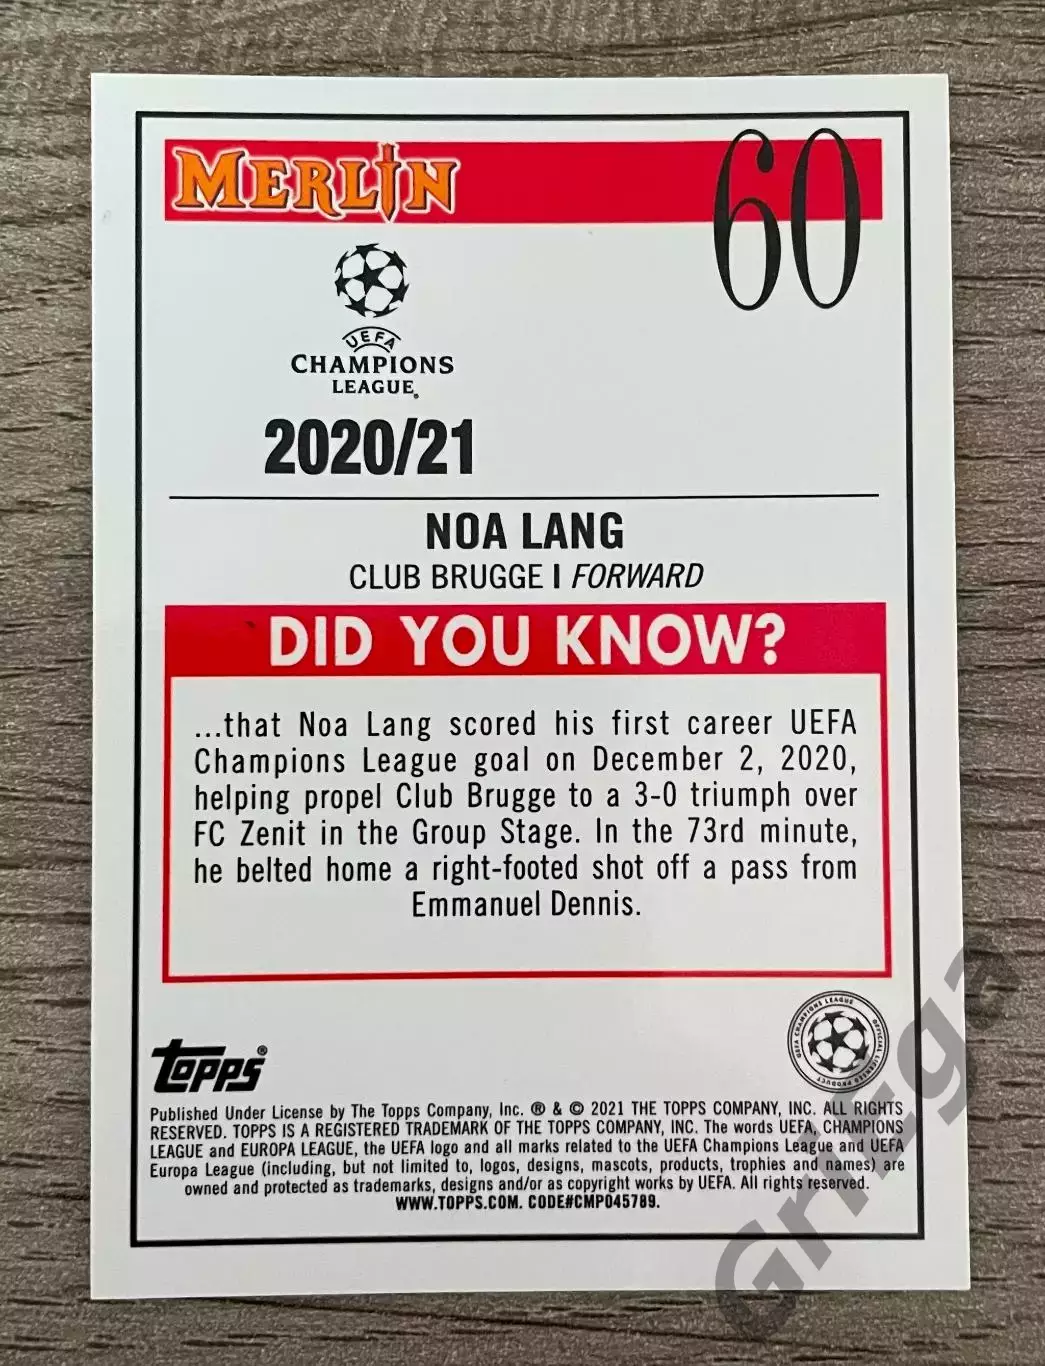 MERLIN
60
UEFA
CHAMPIONS
LEAGUE®
2020/21
NOA LANG
CLUB BRUGGE | FORWARD
DID YOU KNOW?
...that Noa Lang scored his first career UEFA
Champions League goal on December 2, 2020,
helping propel Club Brugge to a 3-0 triumph over
FC Zenit in the Group Stage. In the 73rd minute,
he belted home a right-footed shot off a pass from
Emmanuel Dennis.
UEFA CHAMPIONS LEAGUE OFFICIAL LICENSED PRODUCT
TOPPS®
Published Under License by The Topps Company, Inc. ® & © 2021 THE TOPPS COMPANY, INC. ALL RIGHTS
RESERVED. TOPPS IS A REGISTERED TRADEMARK OF THE TOPPS COMPANY, INC. The words UEFA, CHAMPIONS
LEAGUE and EUROPA LEAGUE, the UEFA logo and all marks related to the UEFA Champions League and UEFA
Europa League (including, but not limited to, logos, designs, mascots, products, trophies and names) are
owned and protected as trademarks, designs and/or as copyright works by UEFA. All rights reserved.
WWW.TOPPS.COM. CODE#CMP045789.
GriEga